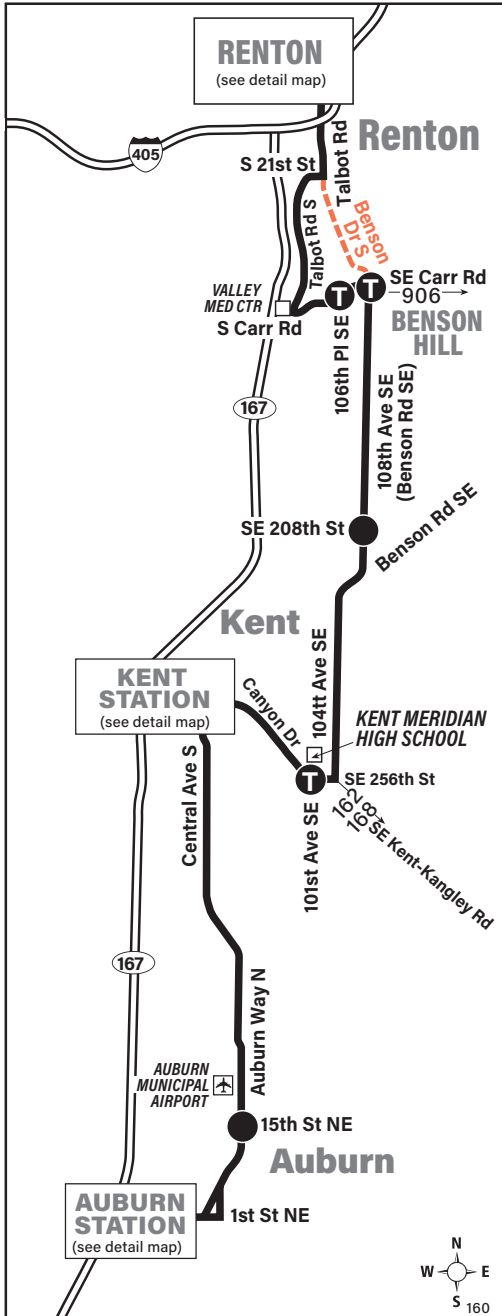 RENTON
(see detail map)
405
Renton
S 21st St
Talbot Rd
Talbot Rd S
Benson
Dr S
VALLEY
MED CTR
T
T
SE Carr Rd
906
S Carr Rd
BENSON
HILL
106th Pl SE
108th Ave SE
(Benson Rd SE)
167
SE 208th St
Benson Rd SE
Kent
KENT
STATION
(see detail map)
Canyon Dr
104tt Ave SE
KENT MERIDIAN
HIGH SCHOOL
T
SE 256th St
101st Ave SE
162
168
SE Kent-Kangley Rd
Central Ave S
167
Auburn Way N
AUBURN
MUNICIPAL
AIRPORT
15th St NE
Auburn
AUBURN
STATION
(see detail map)
1st St NE
N
W
E
S
160